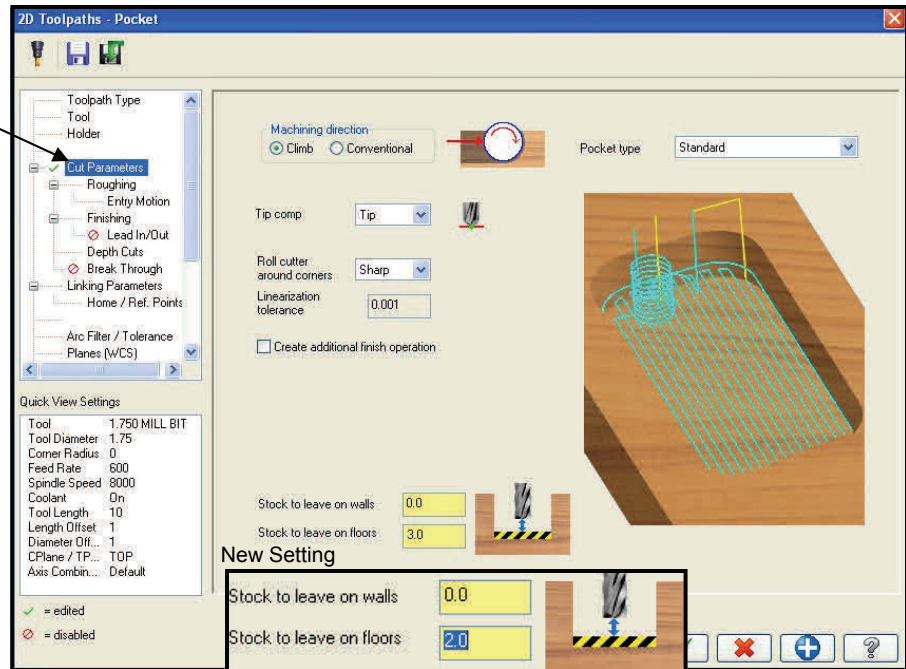 2D Toolpaths - Pocket
Toolpath Type
Tool
Holder
Cut Parameters
Roughing
Entry Motion
Finishing
Lead In/Out
Depth Cuts
Break Through
Linking Parameters
Home / Ref. Points
Arc Filter / Tolerance
Planes (WCS)
Quick View Settings
Tool 1.750 MILL BIT
Tool Diameter 1.75
Corner Radius 0
Feed Rate 600
Spindle Speed 8000
Coolant On
Tool Length 10
Length Offset 1
Diameter Off... 1
CPlane / TP... TOP
Axis Combin... Default
= edited
= disabled
Machining direction
Climb Conventional
Pocket type Standard
Tip comp Tip
Roll cutter
around corners Sharp
Linearization
tolerance 0.001
Create additional finish operation
Stock to leave on walls 0.0
Stock to leave on floors 3.0
New Setting
Stock to leave on walls 0.0
Stock to leave on floors 2.0
?